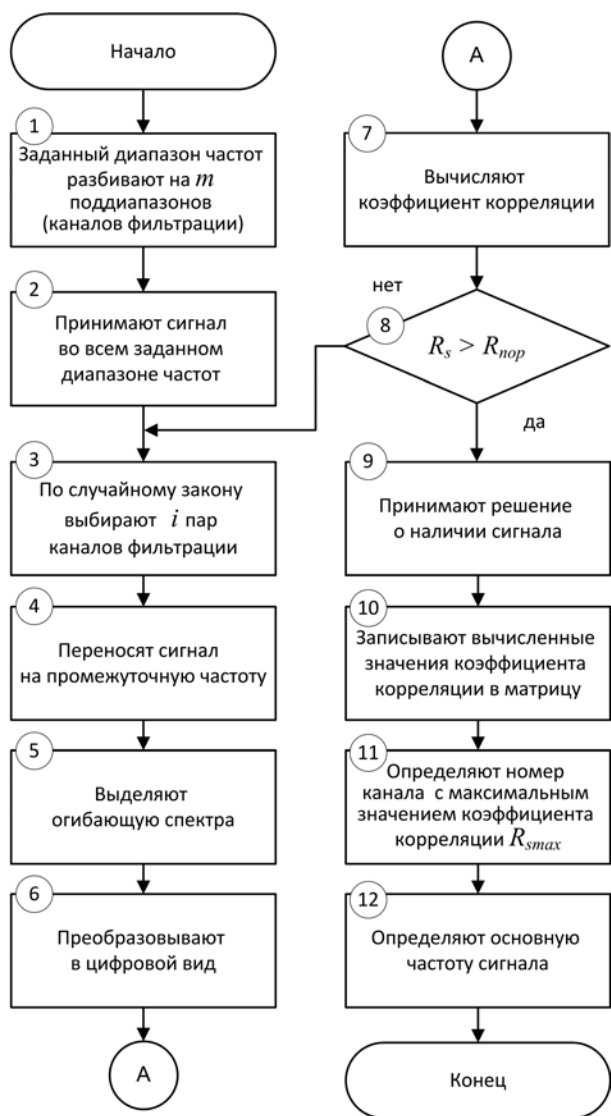 Начало
1
Заданный диапазон частот
разбивают на m
поддиапазонов
(каналов фильтрации)
2
Принимают сигнал
во всем заданном
диапазоне частот
3
По случайному закону
выбирают i пар
каналов фильтрации
4
Переносят сигнал
на промежуточную частоту
5
Выделяют
огибающую спектра
6
Преобразовывают
в цифровой вид
А
А
7
Вычисляют
коэффициент корреляции
нет
8
Rs > Rпор
да
9
Принимают решение
о наличии сигнала
10
Записывают вычисленные
значения коэффициента
корреляции в матрицу
11
Определяют номер
канала с максимальным
значением коэффициента
корреляции Rsmax
12
Определяют основную
частоту сигнала
Конец